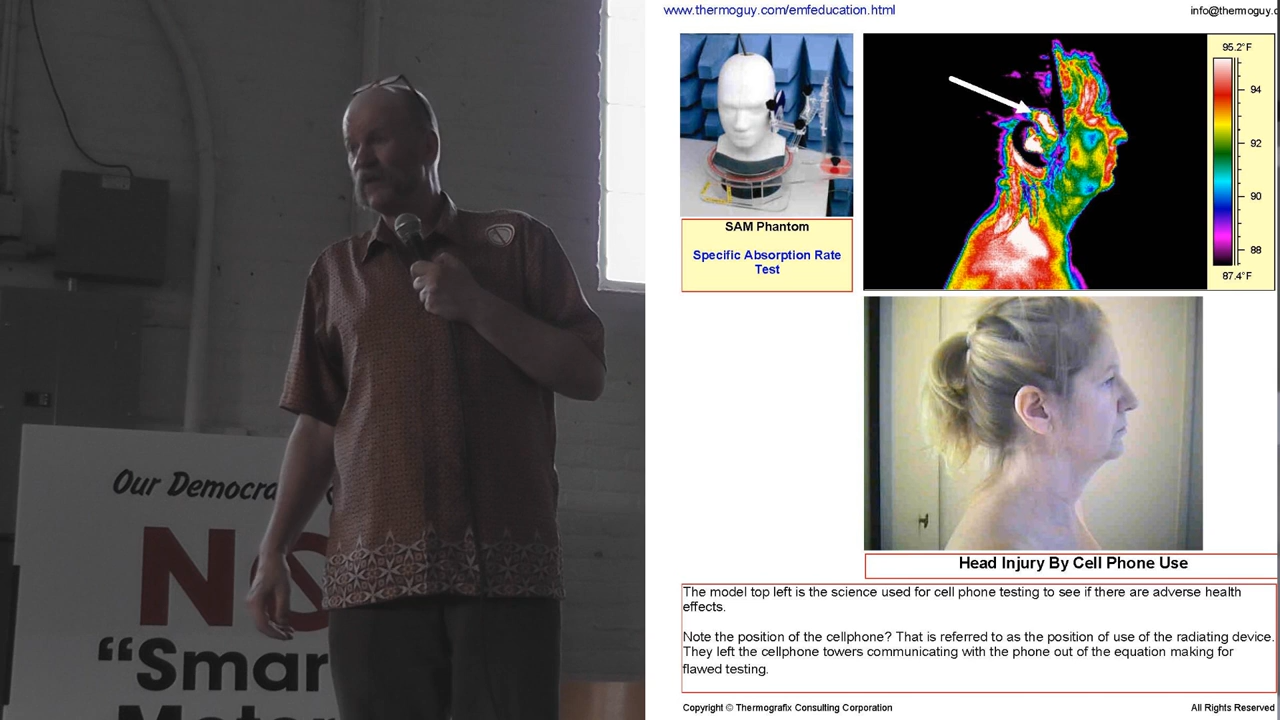 www.thermoguy.com/emfeducation.html
info@thermoguy.c
95.2°F
94
92
90
88
87.4°F
SAM Phantom
Specific Absorption Rate
Test
Head Injury By Cell Phone Use
The model top left is the science used for cell phone testing to see if there are adverse health
effects.
Note the position of the cellphone? That is referred to as the position of use of the radiating device.
They left the cellphone towers communicating with the phone out of the equation making for
flawed testing.
Copyright © Thermografix Consulting Corporation
All Rights Reserved
Our Democra
NO
“Smar
Meter